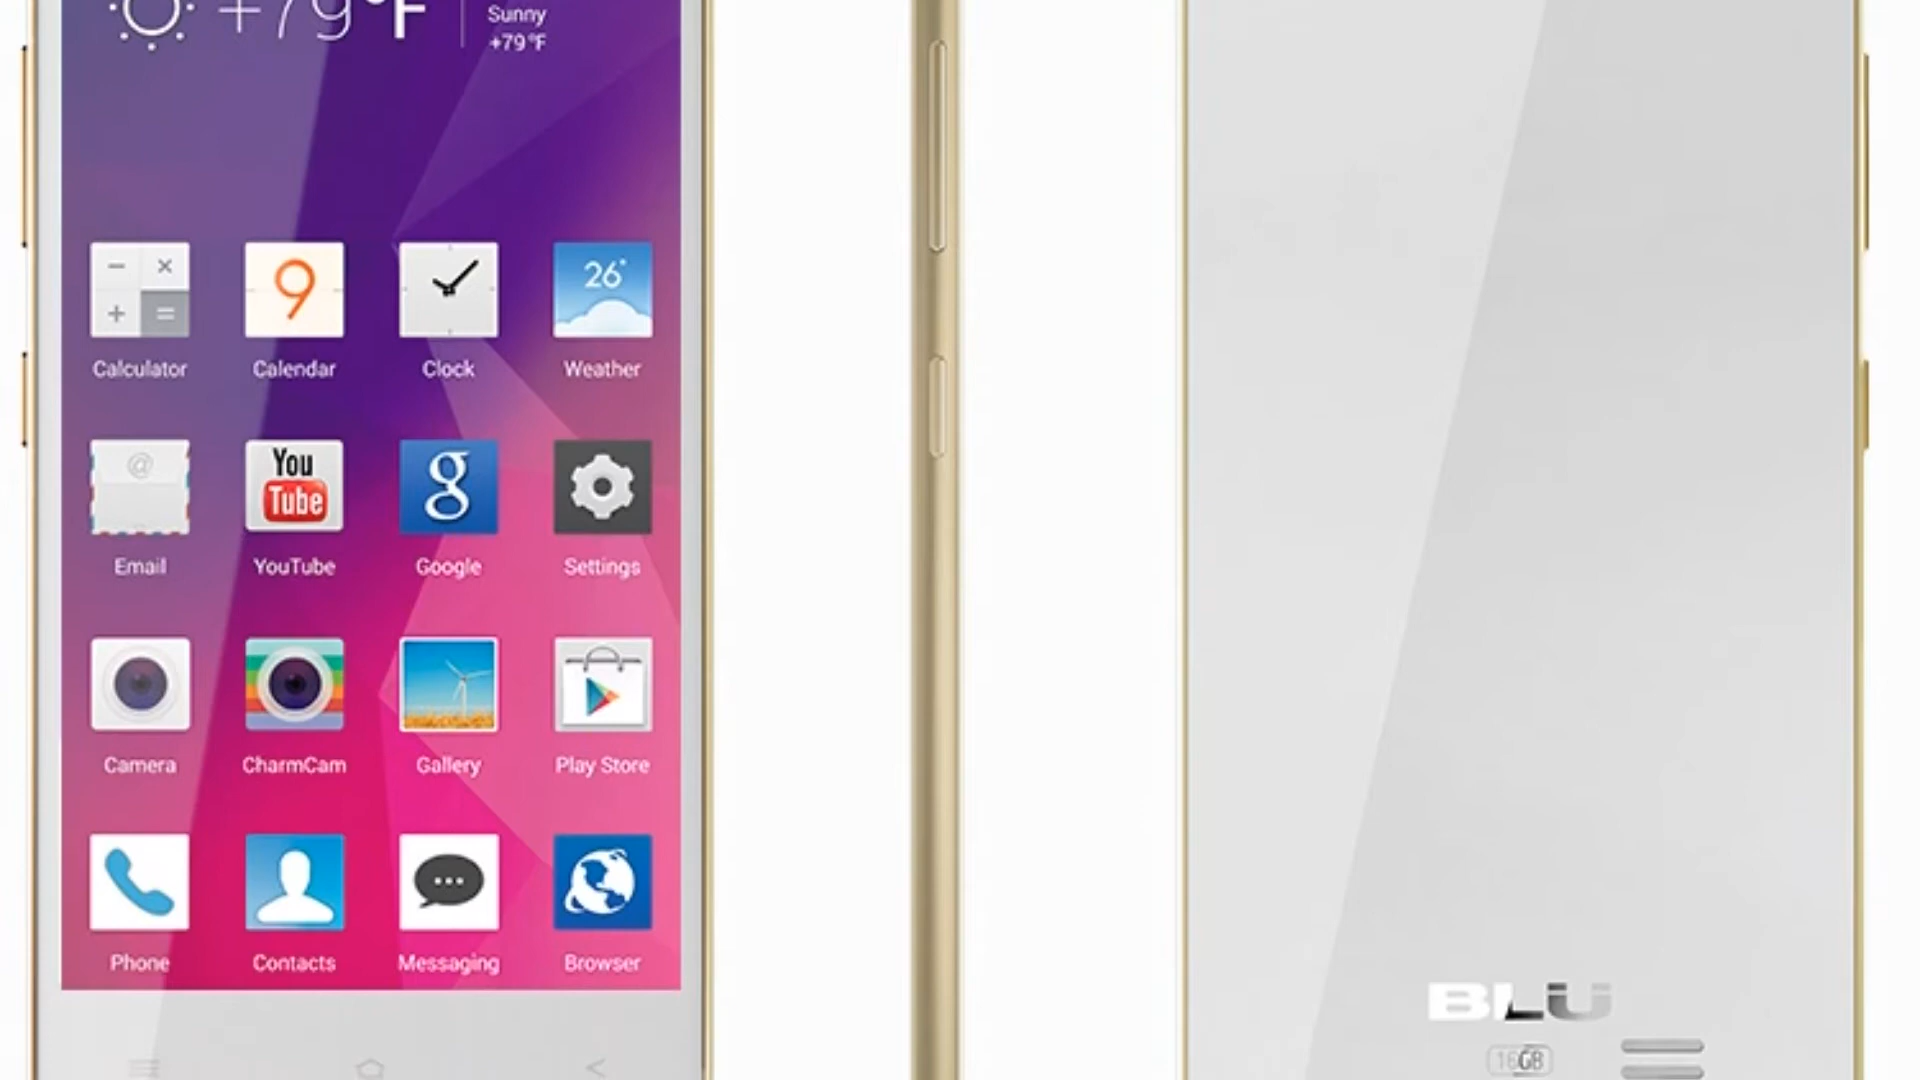 +79°F
Sunny
+79°F
9
26°
Calculator
Calendar
Clock
Weather
@
You
Tube
g
Email
YouTube
Google
Settings
Camera
CharmCam
Gallery
Play Store
Phone
Contacts
Messaging
Browser
BLU
16GB